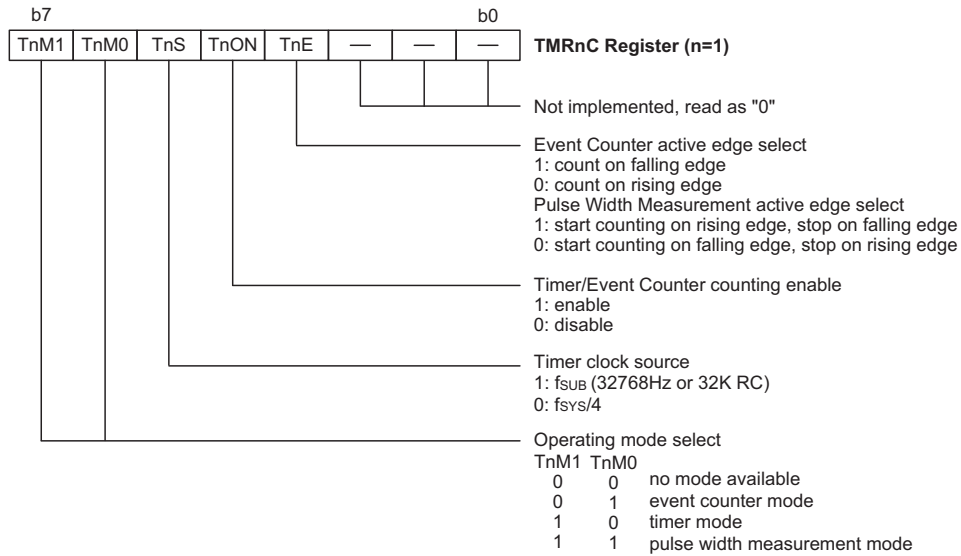 b7 b0
TnM1 TnM0 TnS TnON TnE — — — TMRnC Register (n=1)
Not implemented, read as "0"
Event Counter active edge select
1: count on falling edge
0: count on rising edge
Pulse Width Measurement active edge select
1: start counting on rising edge, stop on falling edge
0: start counting on falling edge, stop on rising edge
Timer/Event Counter counting enable
1: enable
0: disable
Timer clock source
1: fSUB (32768Hz or 32K RC)
0: fSYS/4
Operating mode select
TnM1 TnM0
0 0 no mode available
0 1 event counter mode
1 0 timer mode
1 1 pulse width measurement mode